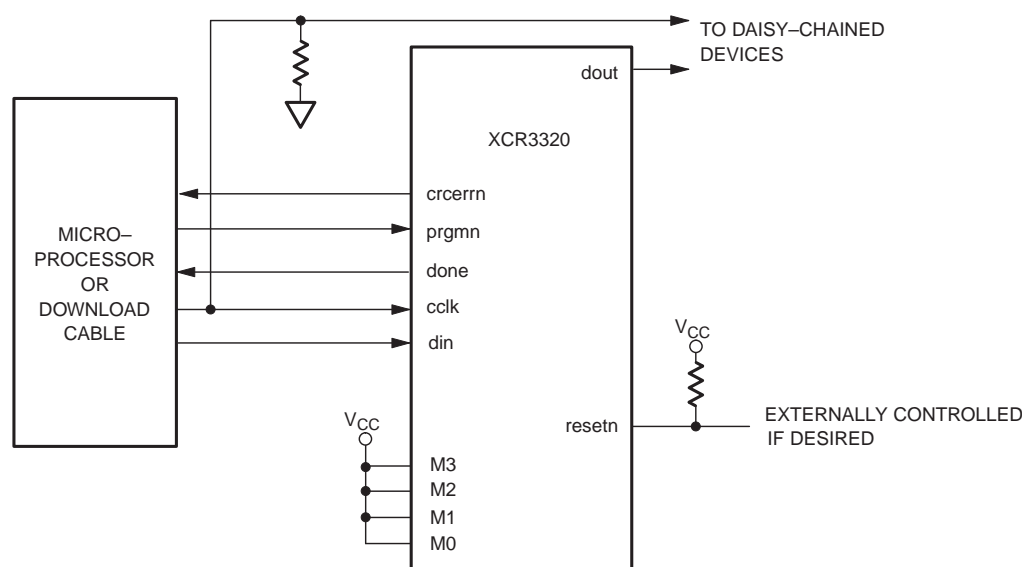 TO DAISY–CHAINED
DEVICES
dout
XCR3320
crcerrn
prgmn
done
cclk
din
MICRO–
PROCESSOR
OR
DOWNLOAD
CABLE
VCC
resetn
EXTERNALLY CONTROLLED
IF DESIRED
VCC
M3
M2
M1
M0